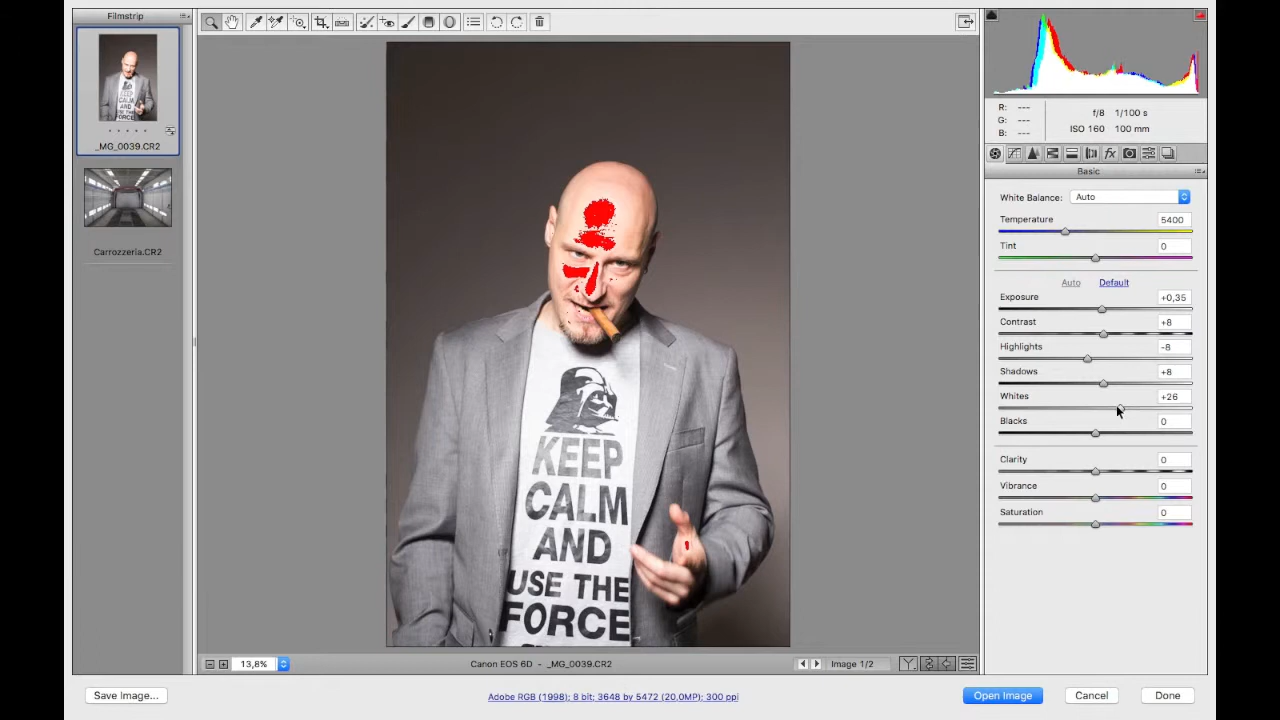 Filmstrip
_MG_0039.CR2
Carrozzeria.CR2
KEEP
CALM
AND
USE THE
FORCE
13,8%
Canon EOS 6D - _MG_0039.CR2
Image 1/2
Save Image...
Adobe RGB (1998); 8 bit; 3648 by 5472 (20.0MP); 300 ppi
Open Image
Cancel
Done
R: ---
G: ---
B: ---
f/8 1/100 s
ISO 160 100 mm
fx
Basic
White Balance: Auto
Temperature 5400
Tint 0
Auto Default
Exposure +0,35
Contrast +8
Highlights -8
Shadows +8
Whites +26
Blacks 0
Clarity 0
Vibrance 0
Saturation 0